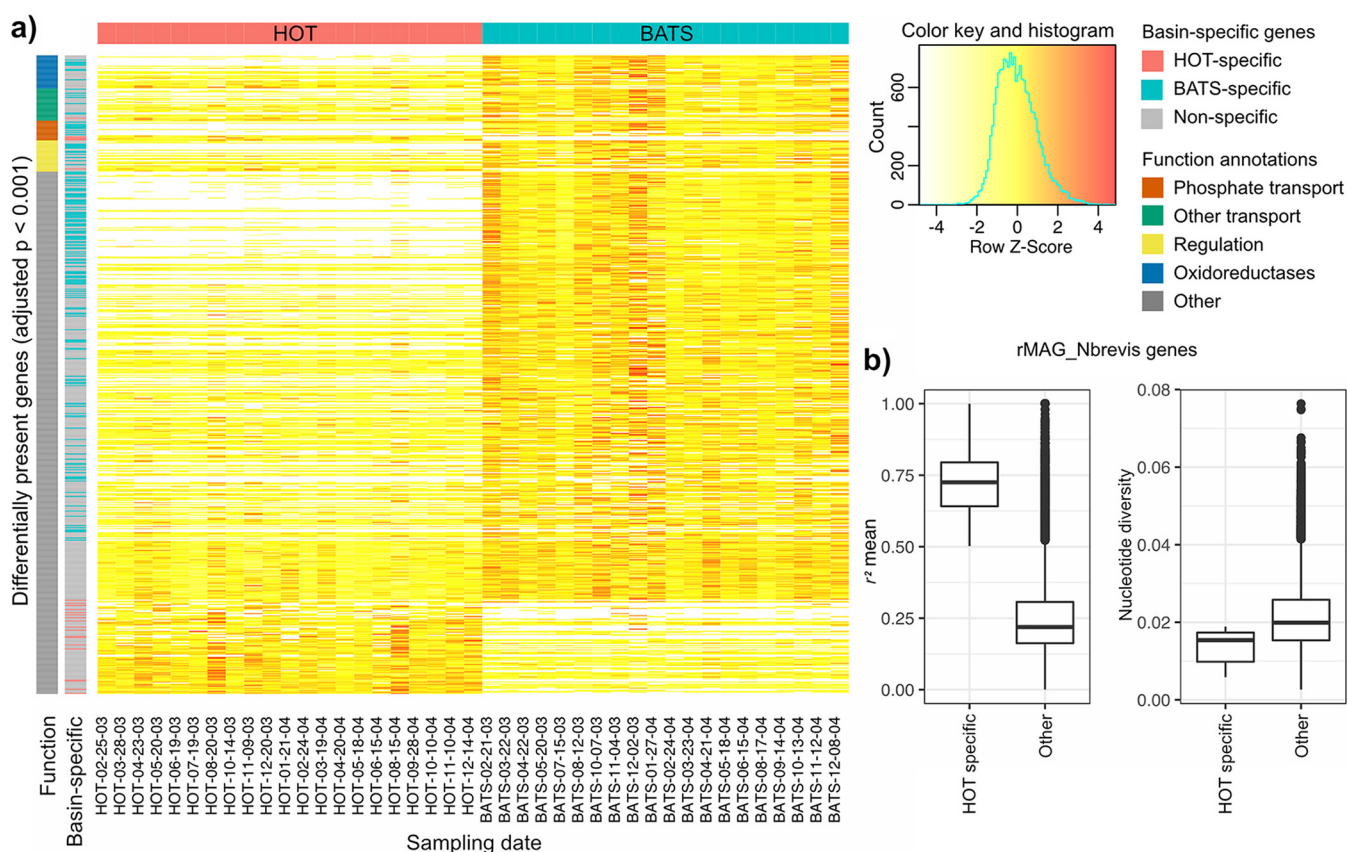 a)
HOT
BATS
Differentially present genes (adjusted p < 0.001)
Function
Basin-specific
HOT-02-25-03
HOT-03-28-03
HOT-04-23-03
HOT-05-20-03
HOT-06-19-03
HOT-07-19-03
HOT-08-20-03
HOT-10-14-03
HOT-11-09-03
HOT-12-20-03
HOT-01-21-04
HOT-02-24-04
HOT-03-19-04
HOT-04-20-04
HOT-05-18-04
HOT-06-15-04
HOT-08-15-04
HOT-09-28-04
HOT-10-10-04
HOT-11-10-04
HOT-12-14-04
BATS-02-21-03
BATS-03-22-03
BATS-04-22-03
BATS-05-20-03
BATS-07-15-03
BATS-08-12-03
BATS-10-07-03
BATS-11-04-03
BATS-12-02-03
BATS-01-27-04
BATS-02-24-04
BATS-03-23-04
BATS-04-21-04
BATS-05-18-04
BATS-06-15-04
BATS-08-17-04
BATS-09-14-04
BATS-10-13-04
BATS-11-12-04
BATS-12-08-04
Sampling date
Color key and histogram
Count
600
200
0
-4
-2
0
2
4
Row Z-Score
Basin-specific genes
HOT-specific
BATS-specific
Non-specific
Function annotations
Phosphate transport
Other transport
Regulation
Oxidoreductases
Other
b)
rMAG_Nbrevis genes
r² mean
1.00
0.75
0.50
0.25
0.00
HOT specific
Other
Nucleotide diversity
0.08
0.06
0.04
0.02
0.00
HOT specific
Other